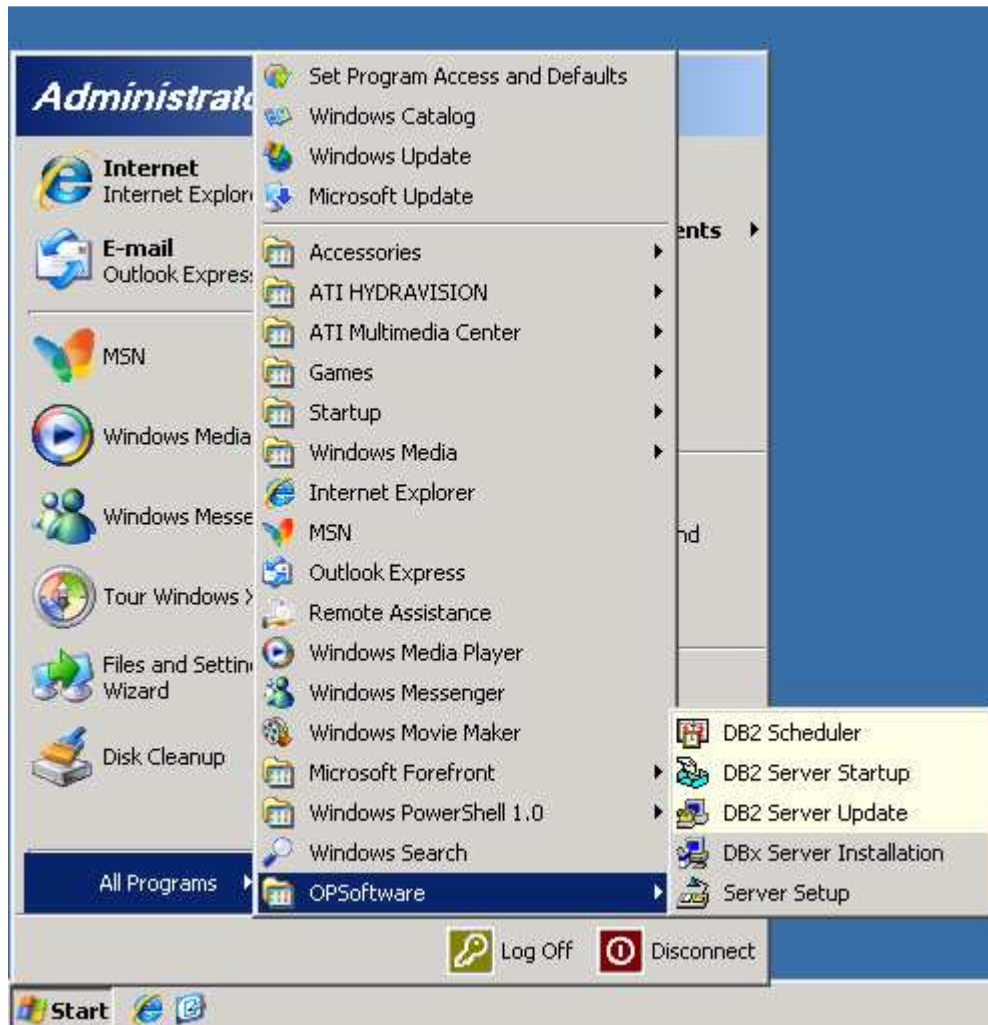 Administrato
Internet
Internet Explor
E-mail
Outlook Expres
MSN
Windows Media
Windows Messe
Tour Windows X
Files and Settin
Wizard
Disk Cleanup
All Programs
Set Program Access and Defaults
Windows Catalog
Windows Update
Microsoft Update
Accessories
ATI HYDRAVISION
ATI Multimedia Center
Games
Startup
Windows Media
Internet Explorer
MSN
Outlook Express
Remote Assistance
Windows Media Player
Windows Messenger
Windows Movie Maker
Microsoft Forefront
Windows PowerShell 1.0
Windows Search
OPSoftware
ents
nd
DB2 Scheduler
DB2 Server Startup
DB2 Server Update
DBx Server Installation
Server Setup
Log Off
Disconnect
Start